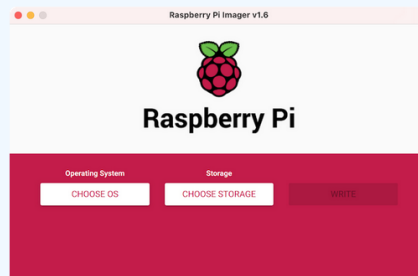 Raspberry Pi Imager v1.6
Raspberry Pi
Operating System
Storage
CHOOSE OS
CHOOSE STORAGE
WRITE